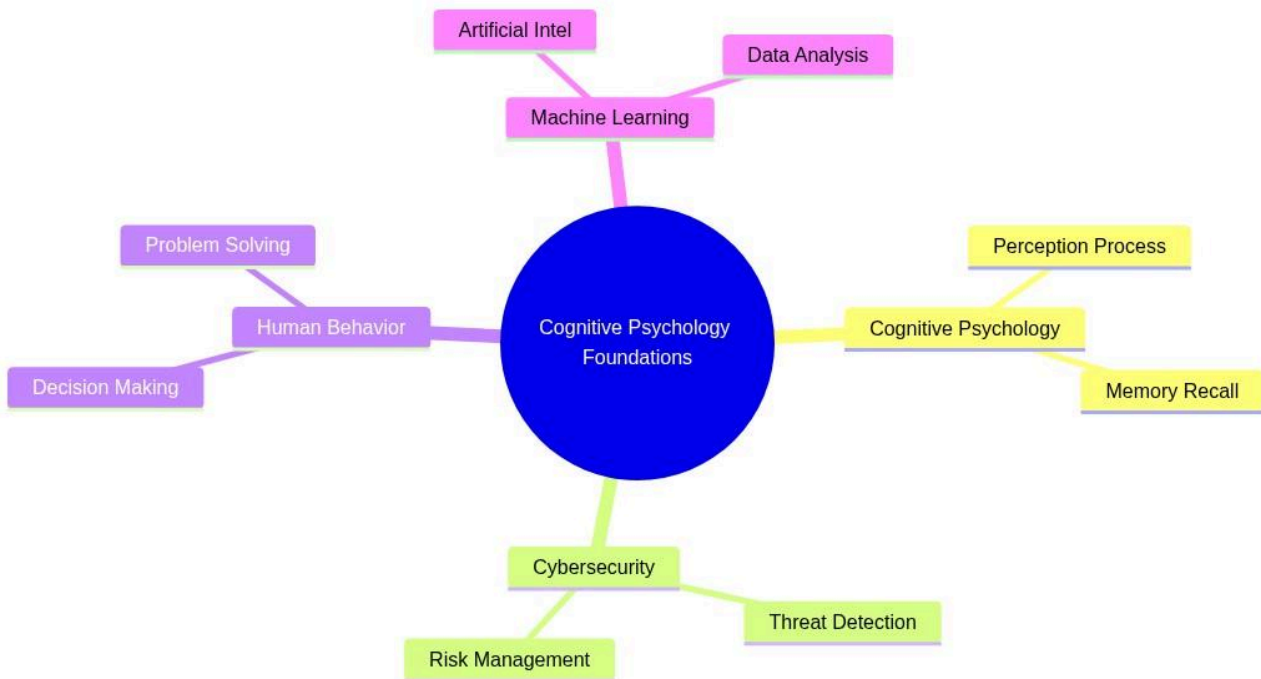 Artificial Intel
Data Analysis
Machine Learning
Problem Solving
Perception Process
Human Behavior
Cognitive Psychology
Foundations
Cognitive Psychology
Decision Making
Memory Recall
Cybersecurity
Threat Detection
Risk Management